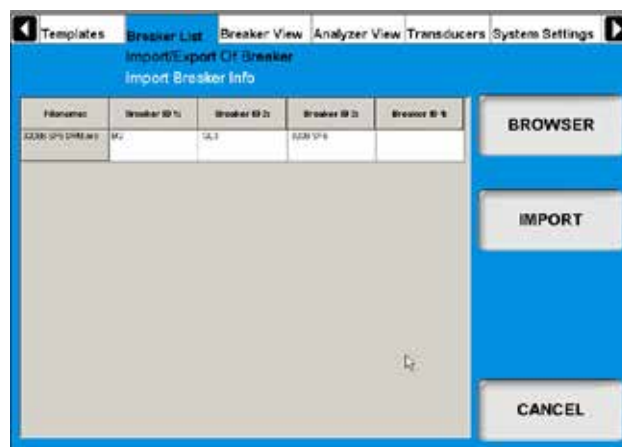 Templates Breaker List Breaker View Analyzer View Transducers System Settings
Import/Export Of Breaker
Import Breaker Info
Filenames Breaker ID 1: Breaker ID 2: Breaker ID 3: Breaker ID 4:
BROWSER
IMPORT
CANCEL